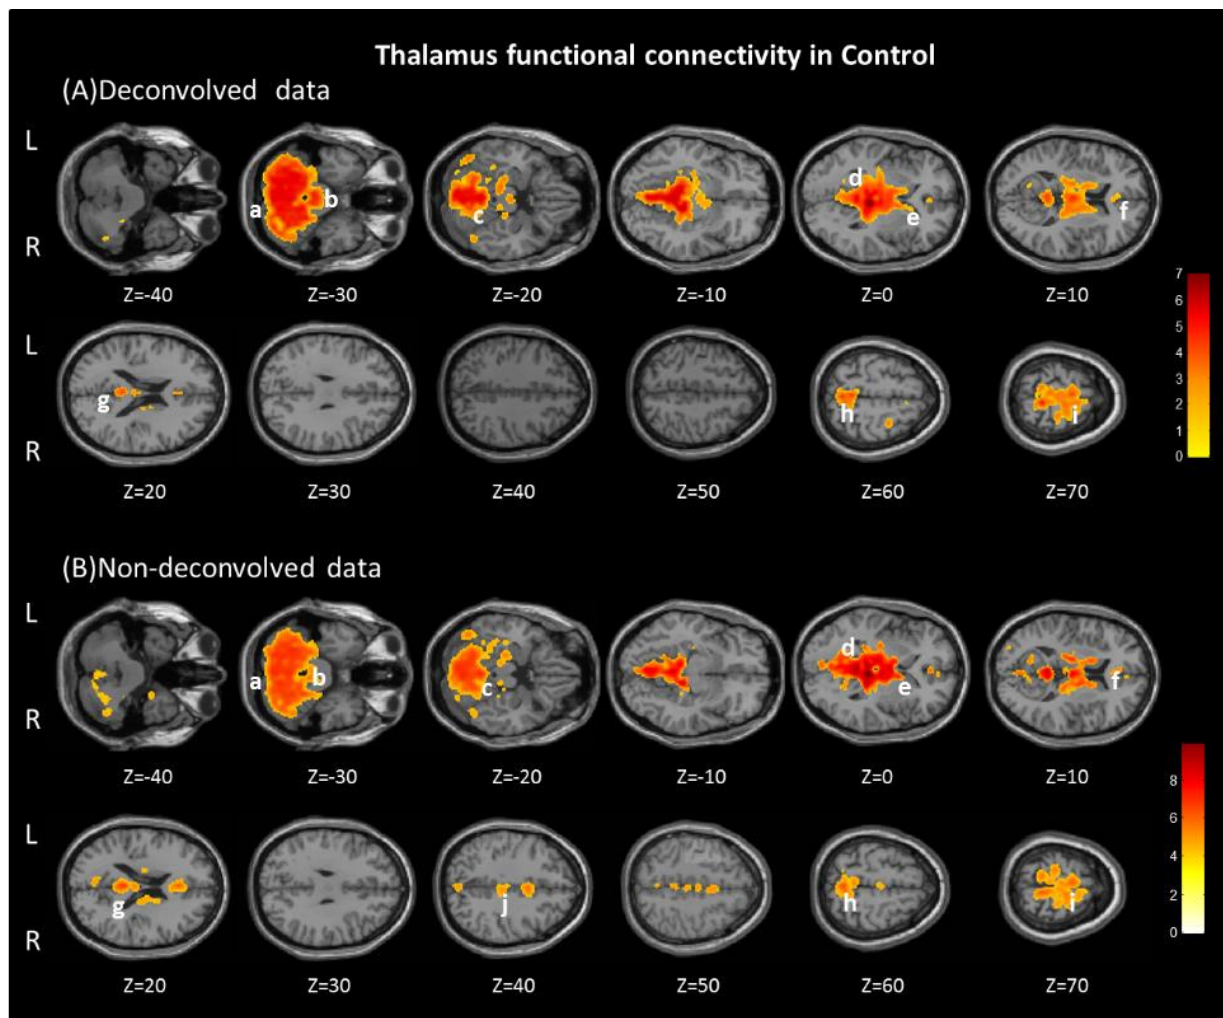 Thalamus functional connectivity in Control
(A)Deconvolved data
L
R
a
b
c
d
e
f
Z=-40 Z=-30 Z=-20 Z=-10 Z=0 Z=10
7
6
5
4
3
2
1
0
L
R
g
h
i
Z=20 Z=30 Z=40 Z=50 Z=60 Z=70
(B)Non-deconvolved data
L
R
a
b
c
d
e
f
Z=-40 Z=-30 Z=-20 Z=-10 Z=0 Z=10
8
6
4
2
0
L
R
g
j
h
i
Z=20 Z=30 Z=40 Z=50 Z=60 Z=70